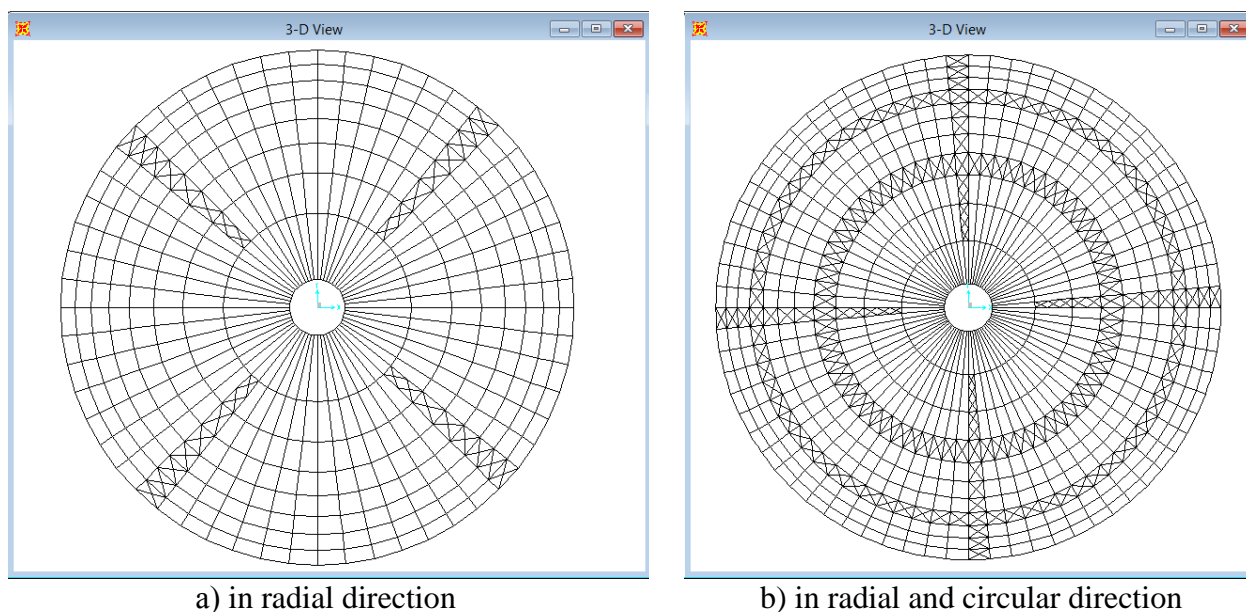 3-D View
3-D View
a) in radial direction
b) in radial and circular direction